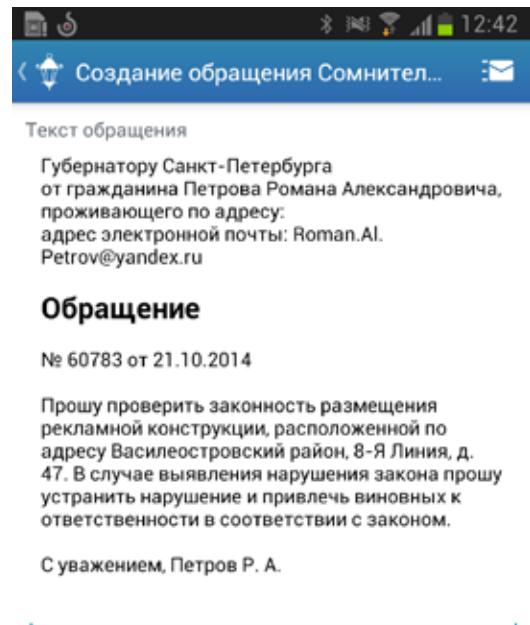 12:42
Создание обращения Сомнител...
Текст обращения
Губернатору Санкт-Петербурга
от гражданина Петрова Романа Александровича,
проживающего по адресу:
адрес электронной почты: Roman.Al.
Petrov@yandex.ru
Обращение
№ 60783 от 21.10.2014
Прошу проверить законность размещения
рекламной конструкции, расположенной по
адресу Василеостровский район, 8-Я Линия, д.
47. В случае выявления нарушения закона прошу
устранить нарушение и привлечь виновных к
ответственности в соответствии с законом.
С уважением, Петров Р. А.